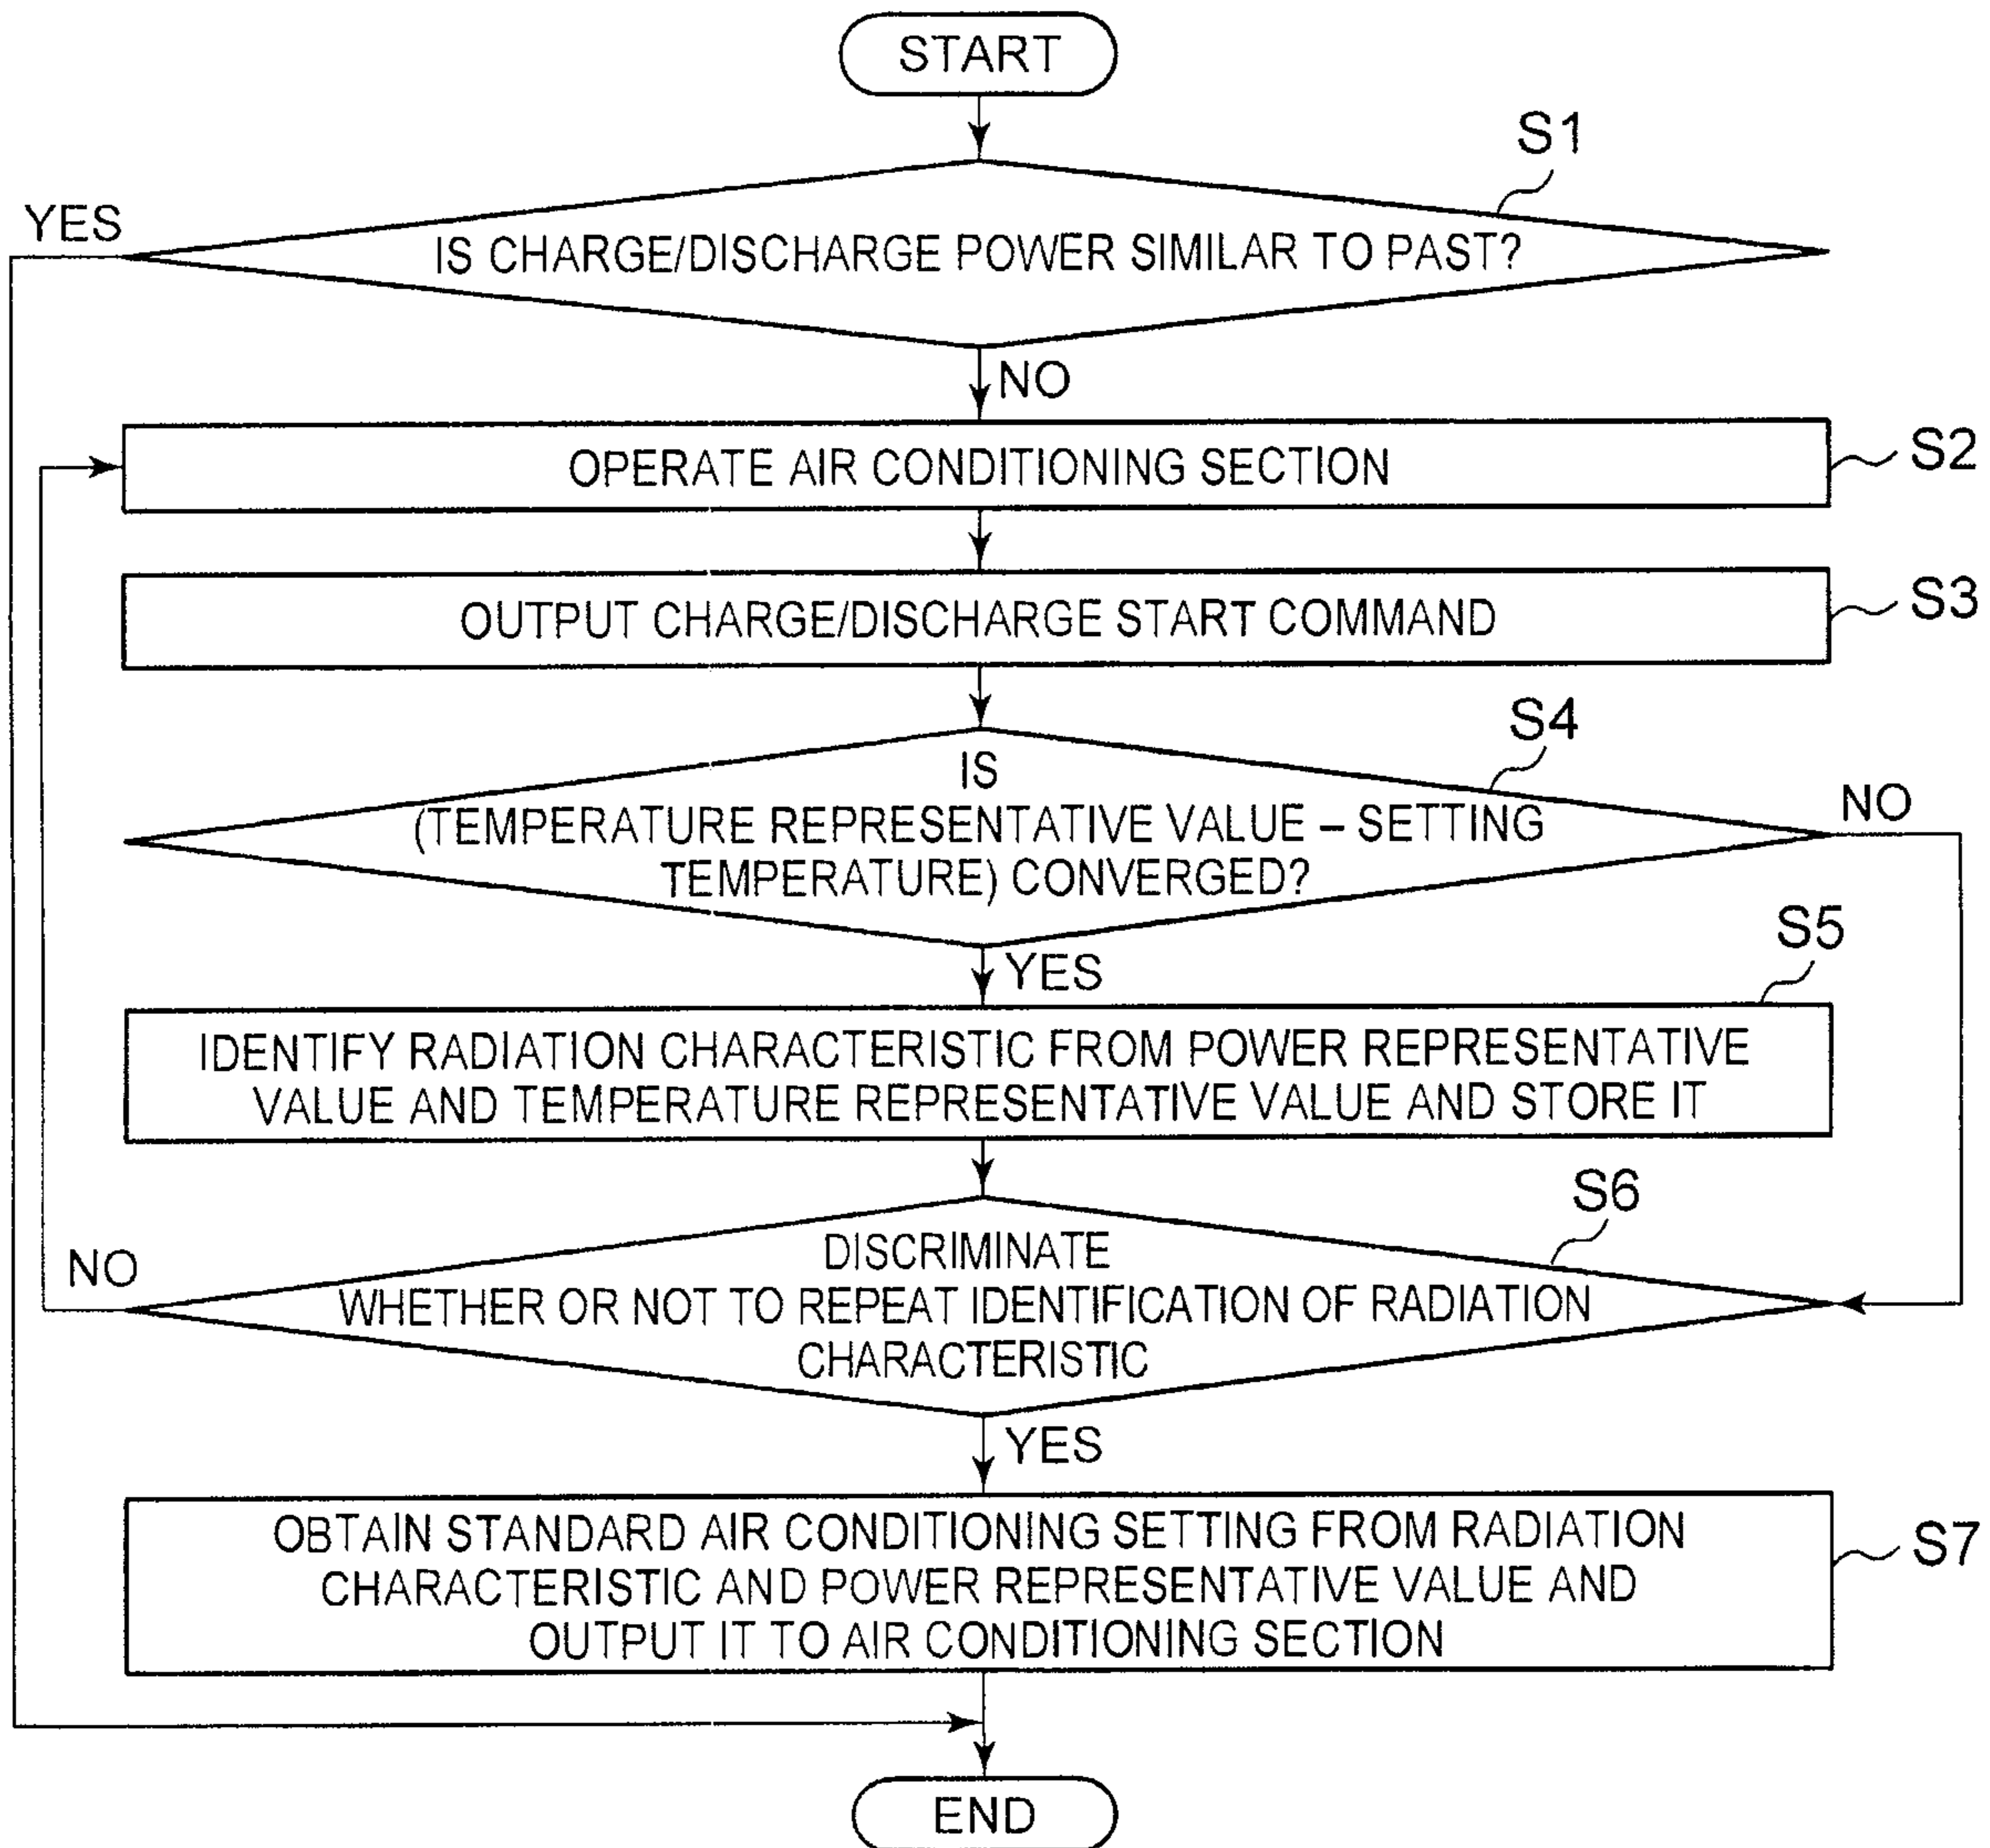 START
S1
YES
IS CHARGE/DISCHARGE POWER SIMILAR TO PAST?
NO
OPERATE AIR CONDITIONING SECTION
S2
OUTPUT CHARGE/DISCHARGE START COMMAND
S3
S4
IS
(TEMPERATURE REPRESENTATIVE VALUE – SETTING
TEMPERATURE) CONVERGED?
NO
YES
S5
IDENTIFY RADIATION CHARACTERISTIC FROM POWER REPRESENTATIVE
VALUE AND TEMPERATURE REPRESENTATIVE VALUE AND STORE IT
S6
NO
DISCRIMINATE
WHETHER OR NOT TO REPEAT IDENTIFICATION OF RADIATION
CHARACTERISTIC
YES
OBTAIN STANDARD AIR CONDITIONING SETTING FROM RADIATION
CHARACTERISTIC AND POWER REPRESENTATIVE VALUE AND
OUTPUT IT TO AIR CONDITIONING SECTION
S7
END